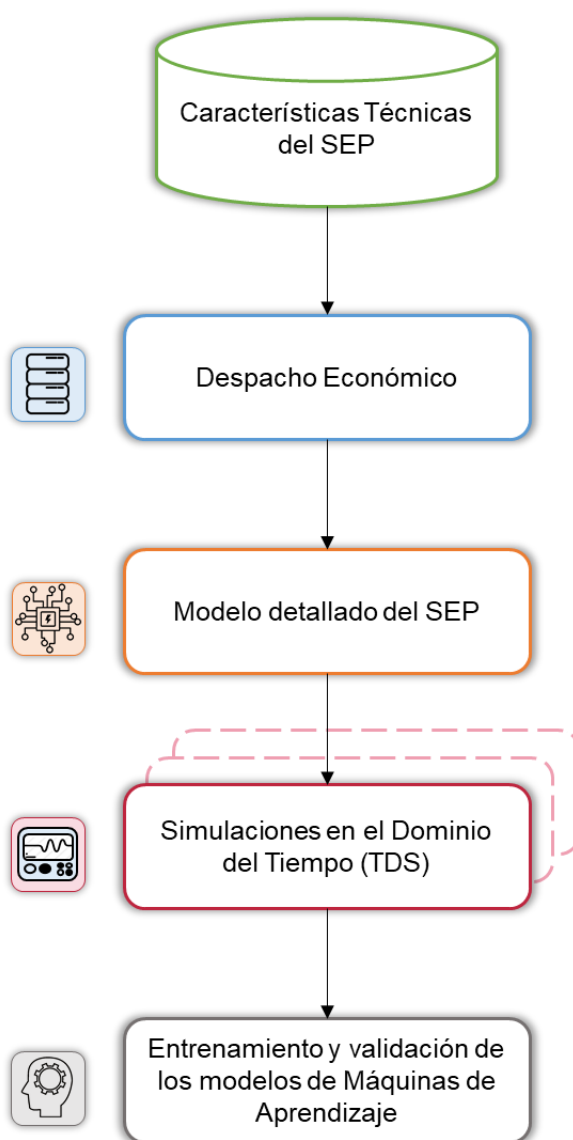 Características Técnicas
del SEP
Despacho Económico
Modelo detallado del SEP
Simulaciones en el Dominio
del Tiempo (TDS)
Entrenamiento y validación de
los modelos de Máquinas de
Aprendizaje